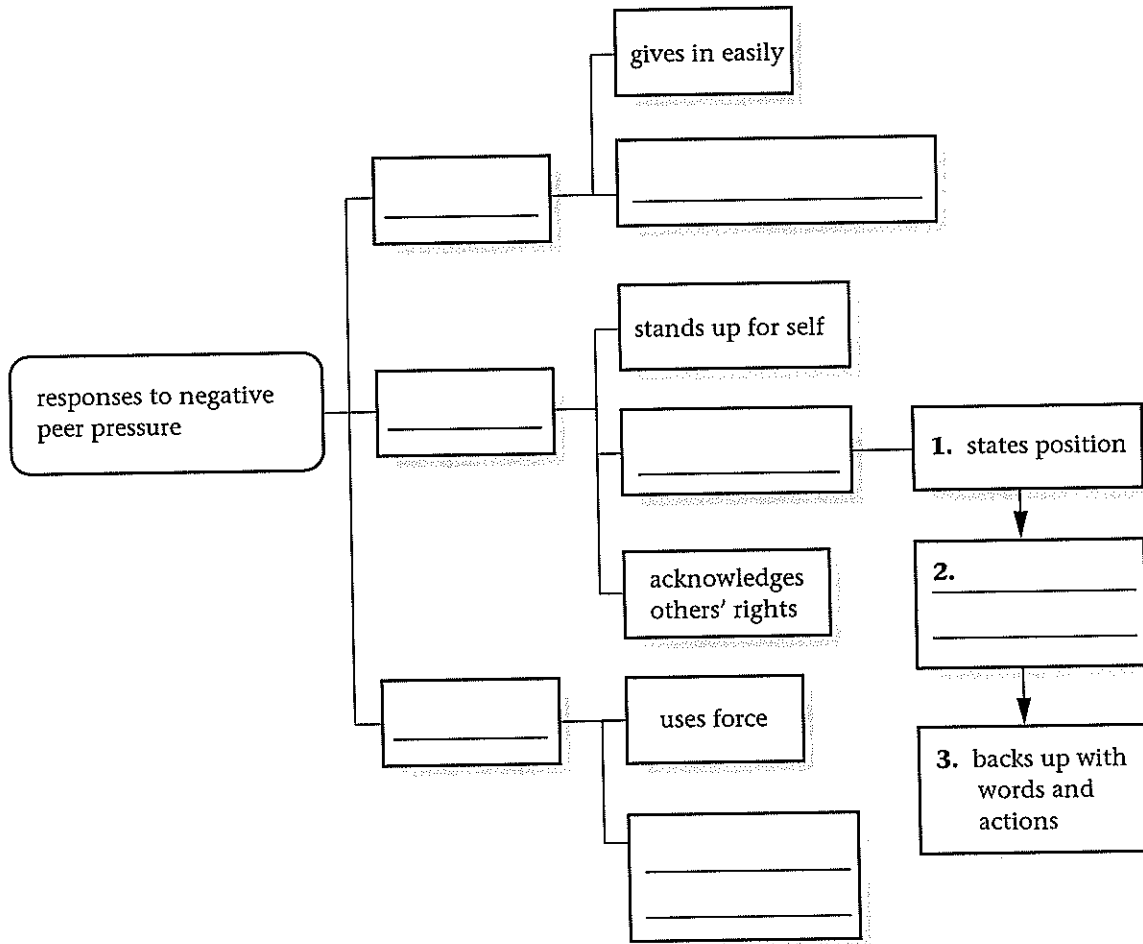 gives in easily
stands up for self
responses to negative
peer pressure
1. states position
2.
acknowledges
others' rights
uses force
3. backs up with
words and
actions